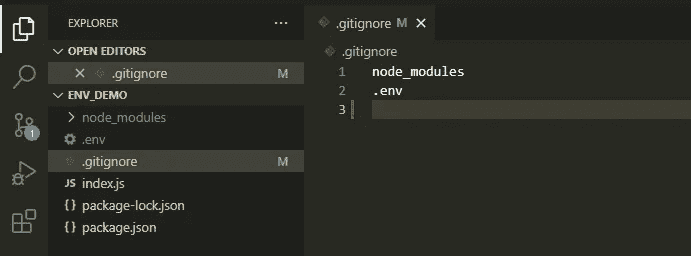 EXPLORER
OPEN EDITORS
.gitignore M
ENV_DEMO
node_modules
.env
.gitignore M
JS index.js
{} package-lock.json
{} package.json
1
.gitignore M
.gitignore
1 node_modules
2 .env
3